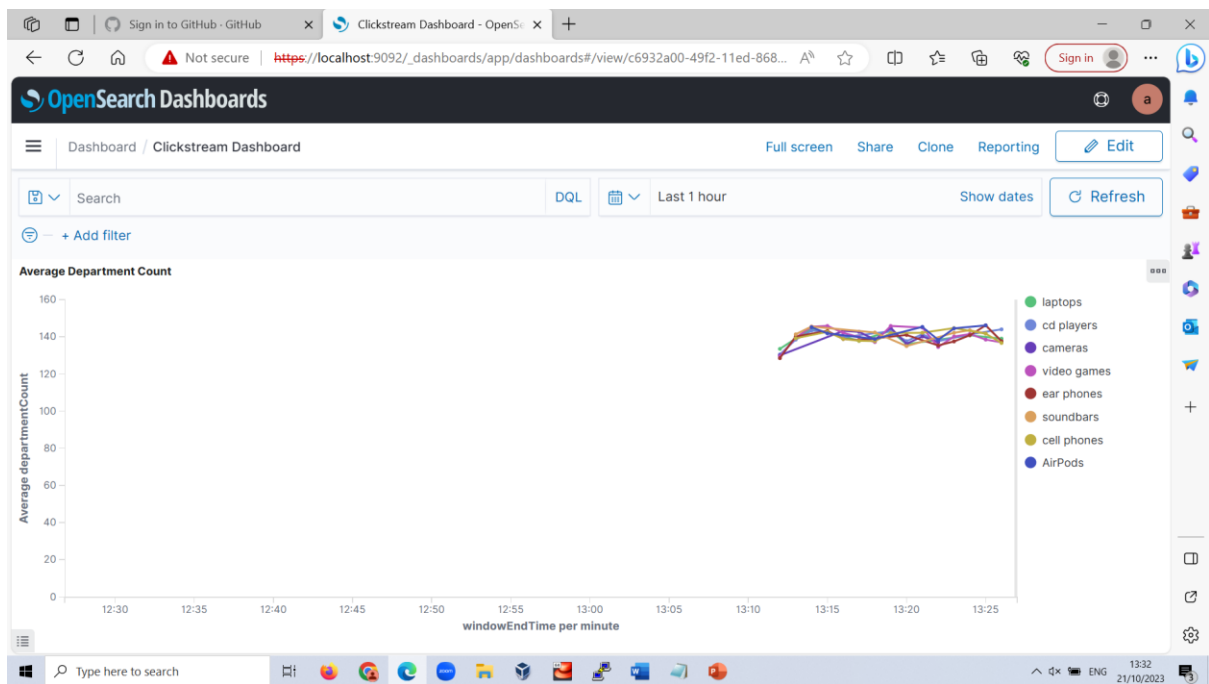 Sign in to GitHub · GitHub
Clickstream Dashboard - OpenSe
Not secure
https://localhost:9092/_dashboards/app/dashboards#/view/c6932a00-49f2-11ed-868...
Sign in
OpenSearch Dashboards
a
Dashboard / Clickstream Dashboard
Full screen
Share
Clone
Reporting
Edit
Search
DQL
Last 1 hour
Show dates
Refresh
+ Add filter
Average Department Count
Average departmentCount
160
140
120
100
80
60
40
20
0
12:30 12:35 12:40 12:45 12:50 12:55 13:00 13:05 13:10 13:15 13:20 13:25
windowEndTime per minute
laptops
cd players
cameras
video games
ear phones
soundbars
cell phones
AirPods
Type here to search
zoom
ENG
13:32
21/10/2023
3